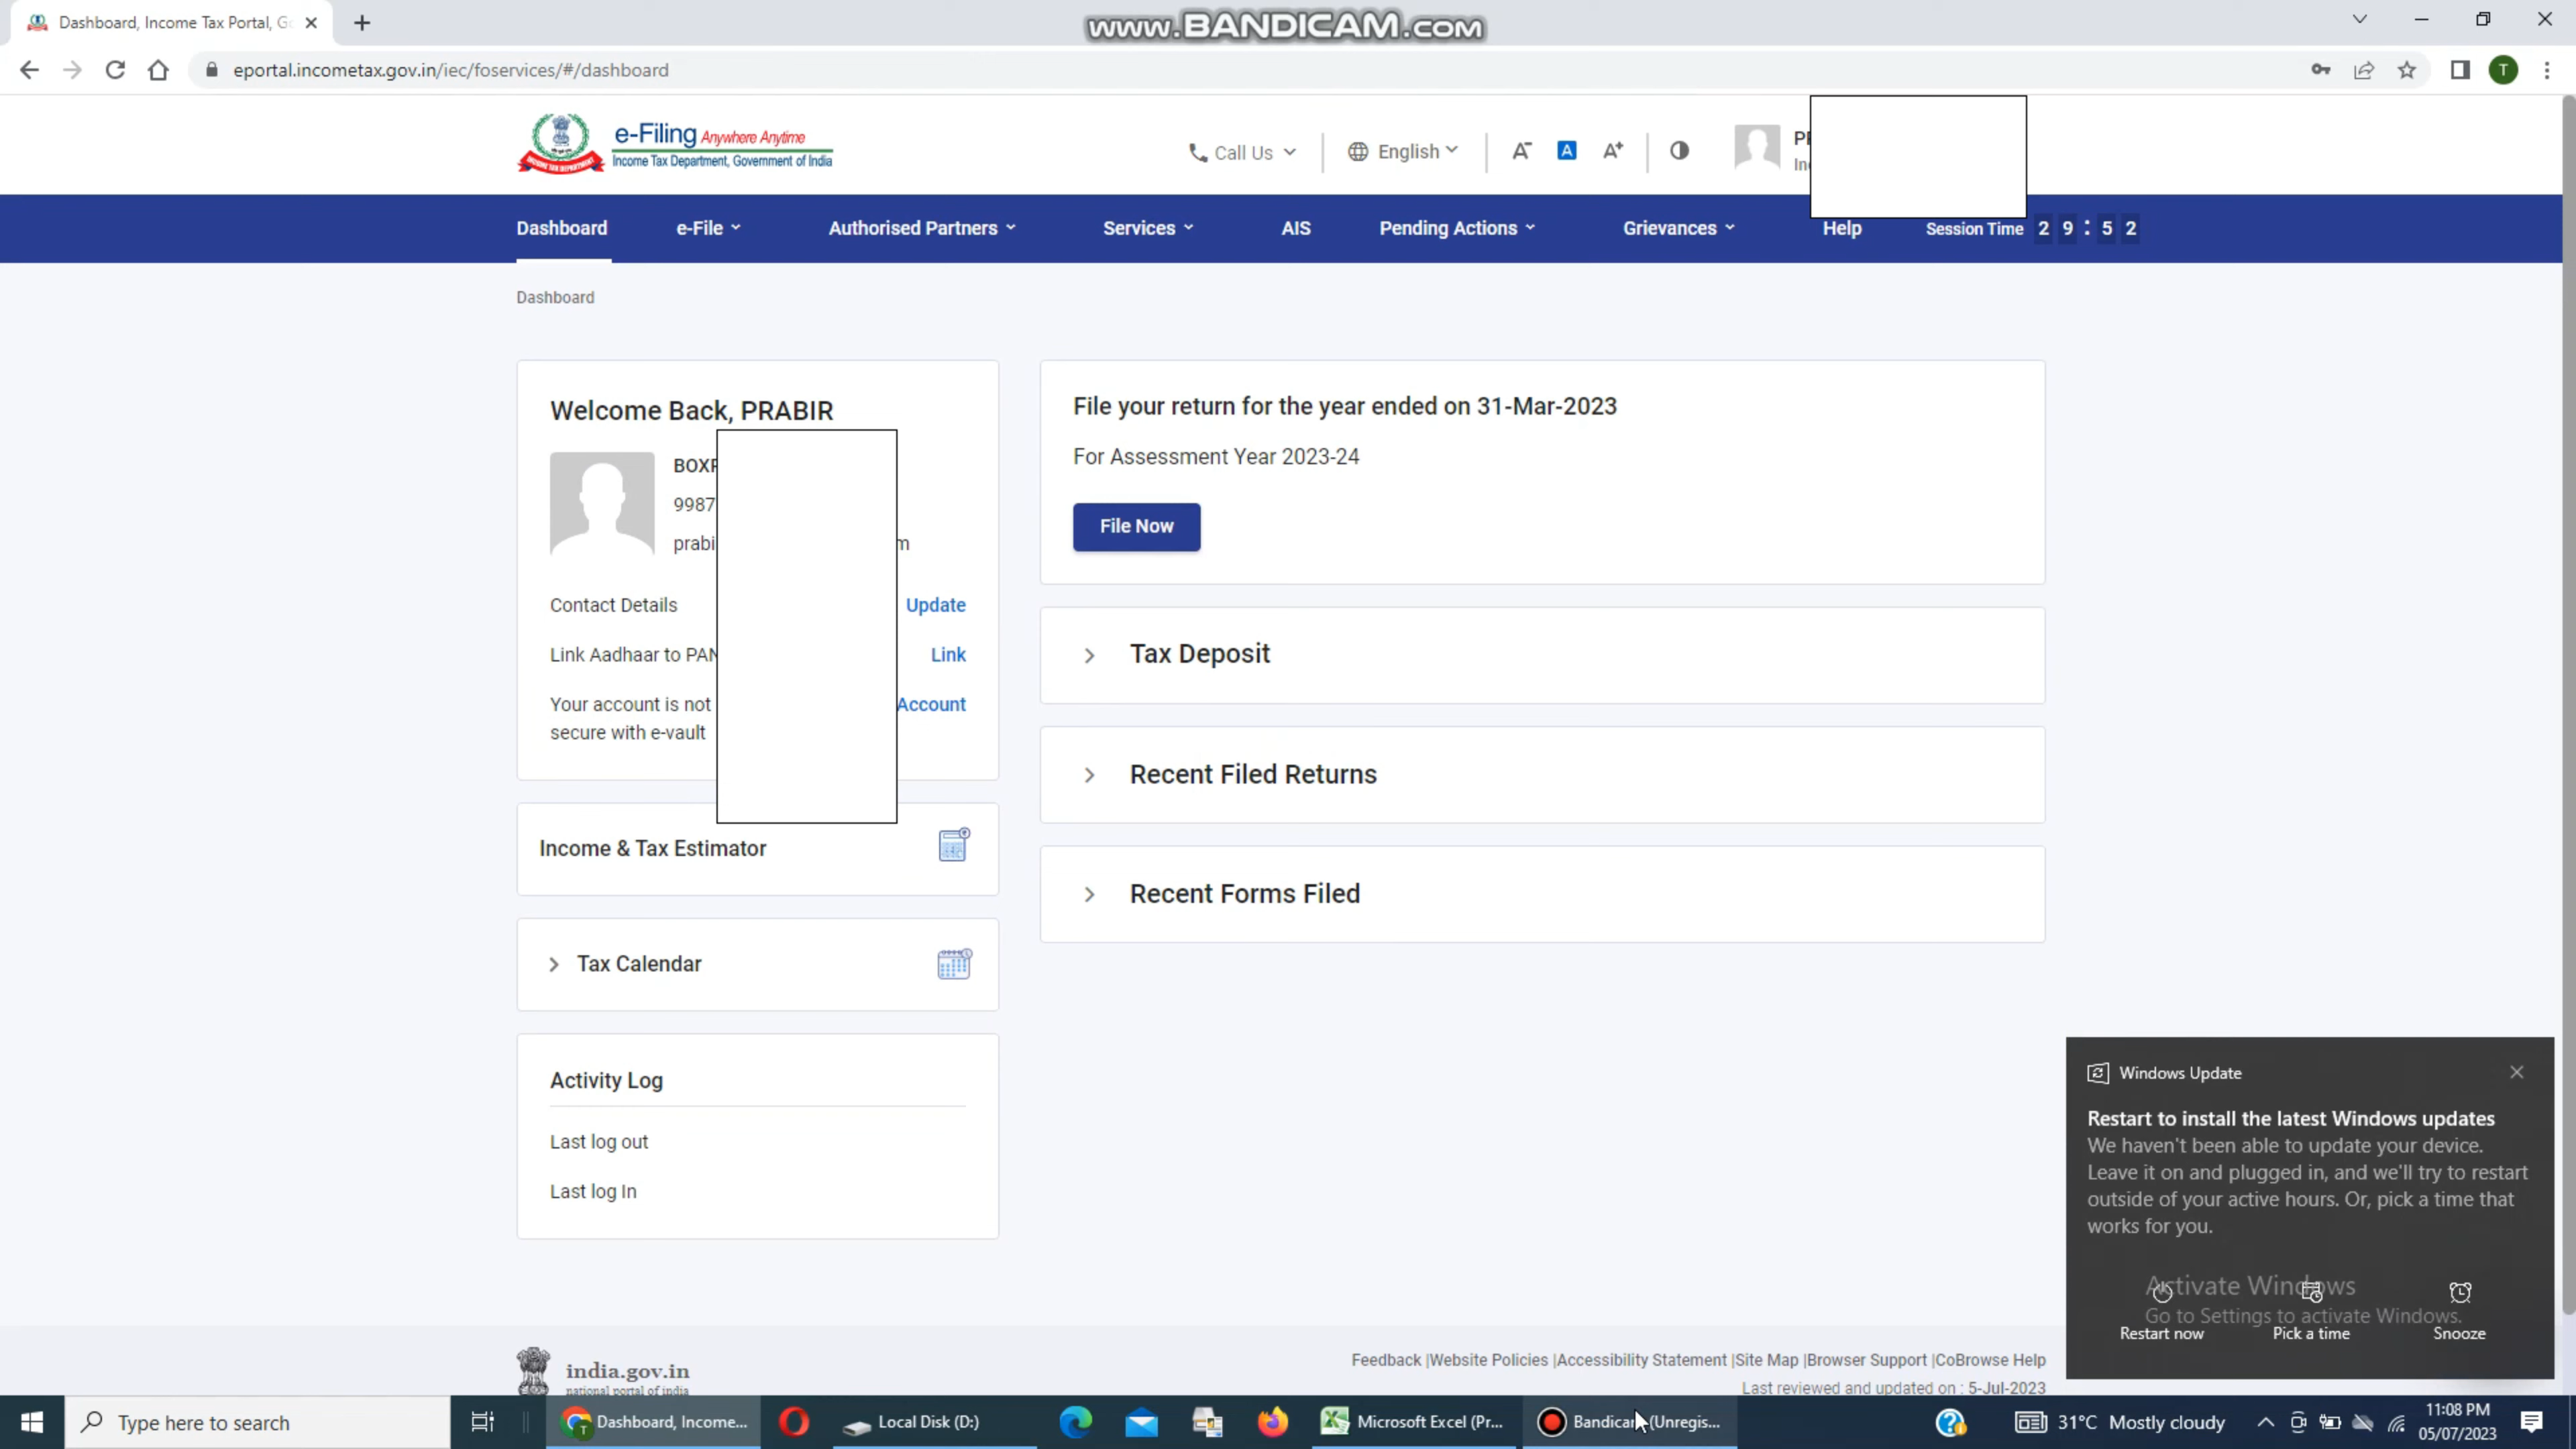 Dashboard, Income Tax Portal, G
www.BANDICAM.com
eportal.incometax.gov.in/iec/foservices/#/dashboard
T
e-Filing Anywhere Anytime
Income Tax Department, Government of India
INCOME TAX DEPARTMENT
Call Us
English
A-
A
A+
Dashboard
e-File
Authorised Partners
Services
AIS
Pending Actions
Grievances
Help
Session Time 29:52
Dashboard
Welcome Back, PRABIR
9987
prabi m
Contact Details Update
Link Aadhaar to PAN Link
Your account is not Account
secure with e-vault
File your return for the year ended on 31-Mar-2023
For Assessment Year 2023-24
File Now
Tax Deposit
Recent Filed Returns
Recent Forms Filed
Income & Tax Estimator
Tax Calendar
Activity Log
Last log out
Last log In
Windows Update
Restart to install the latest Windows updates
We haven't been able to update your device.
Leave it on and plugged in, and we'll try to restart
outside of your active hours. Or, pick a time that
works for you.
Activate Windows
Go to Settings to activate Windows.
Restart now
Pick a time
Snooze
india.gov.in
national portal of india
Feedback |Website Policies |Accessibility Statement |Site Map |Browser Support |CoBrowse Help
Last reviewed and updated on : 5-Jul-2023
Type here to search
Dashboard, Income...
Local Disk (D:)
Microsoft Excel (Pr...
Bandicam (Unregis...
31°C Mostly cloudy
11:08 PM
05/07/2023